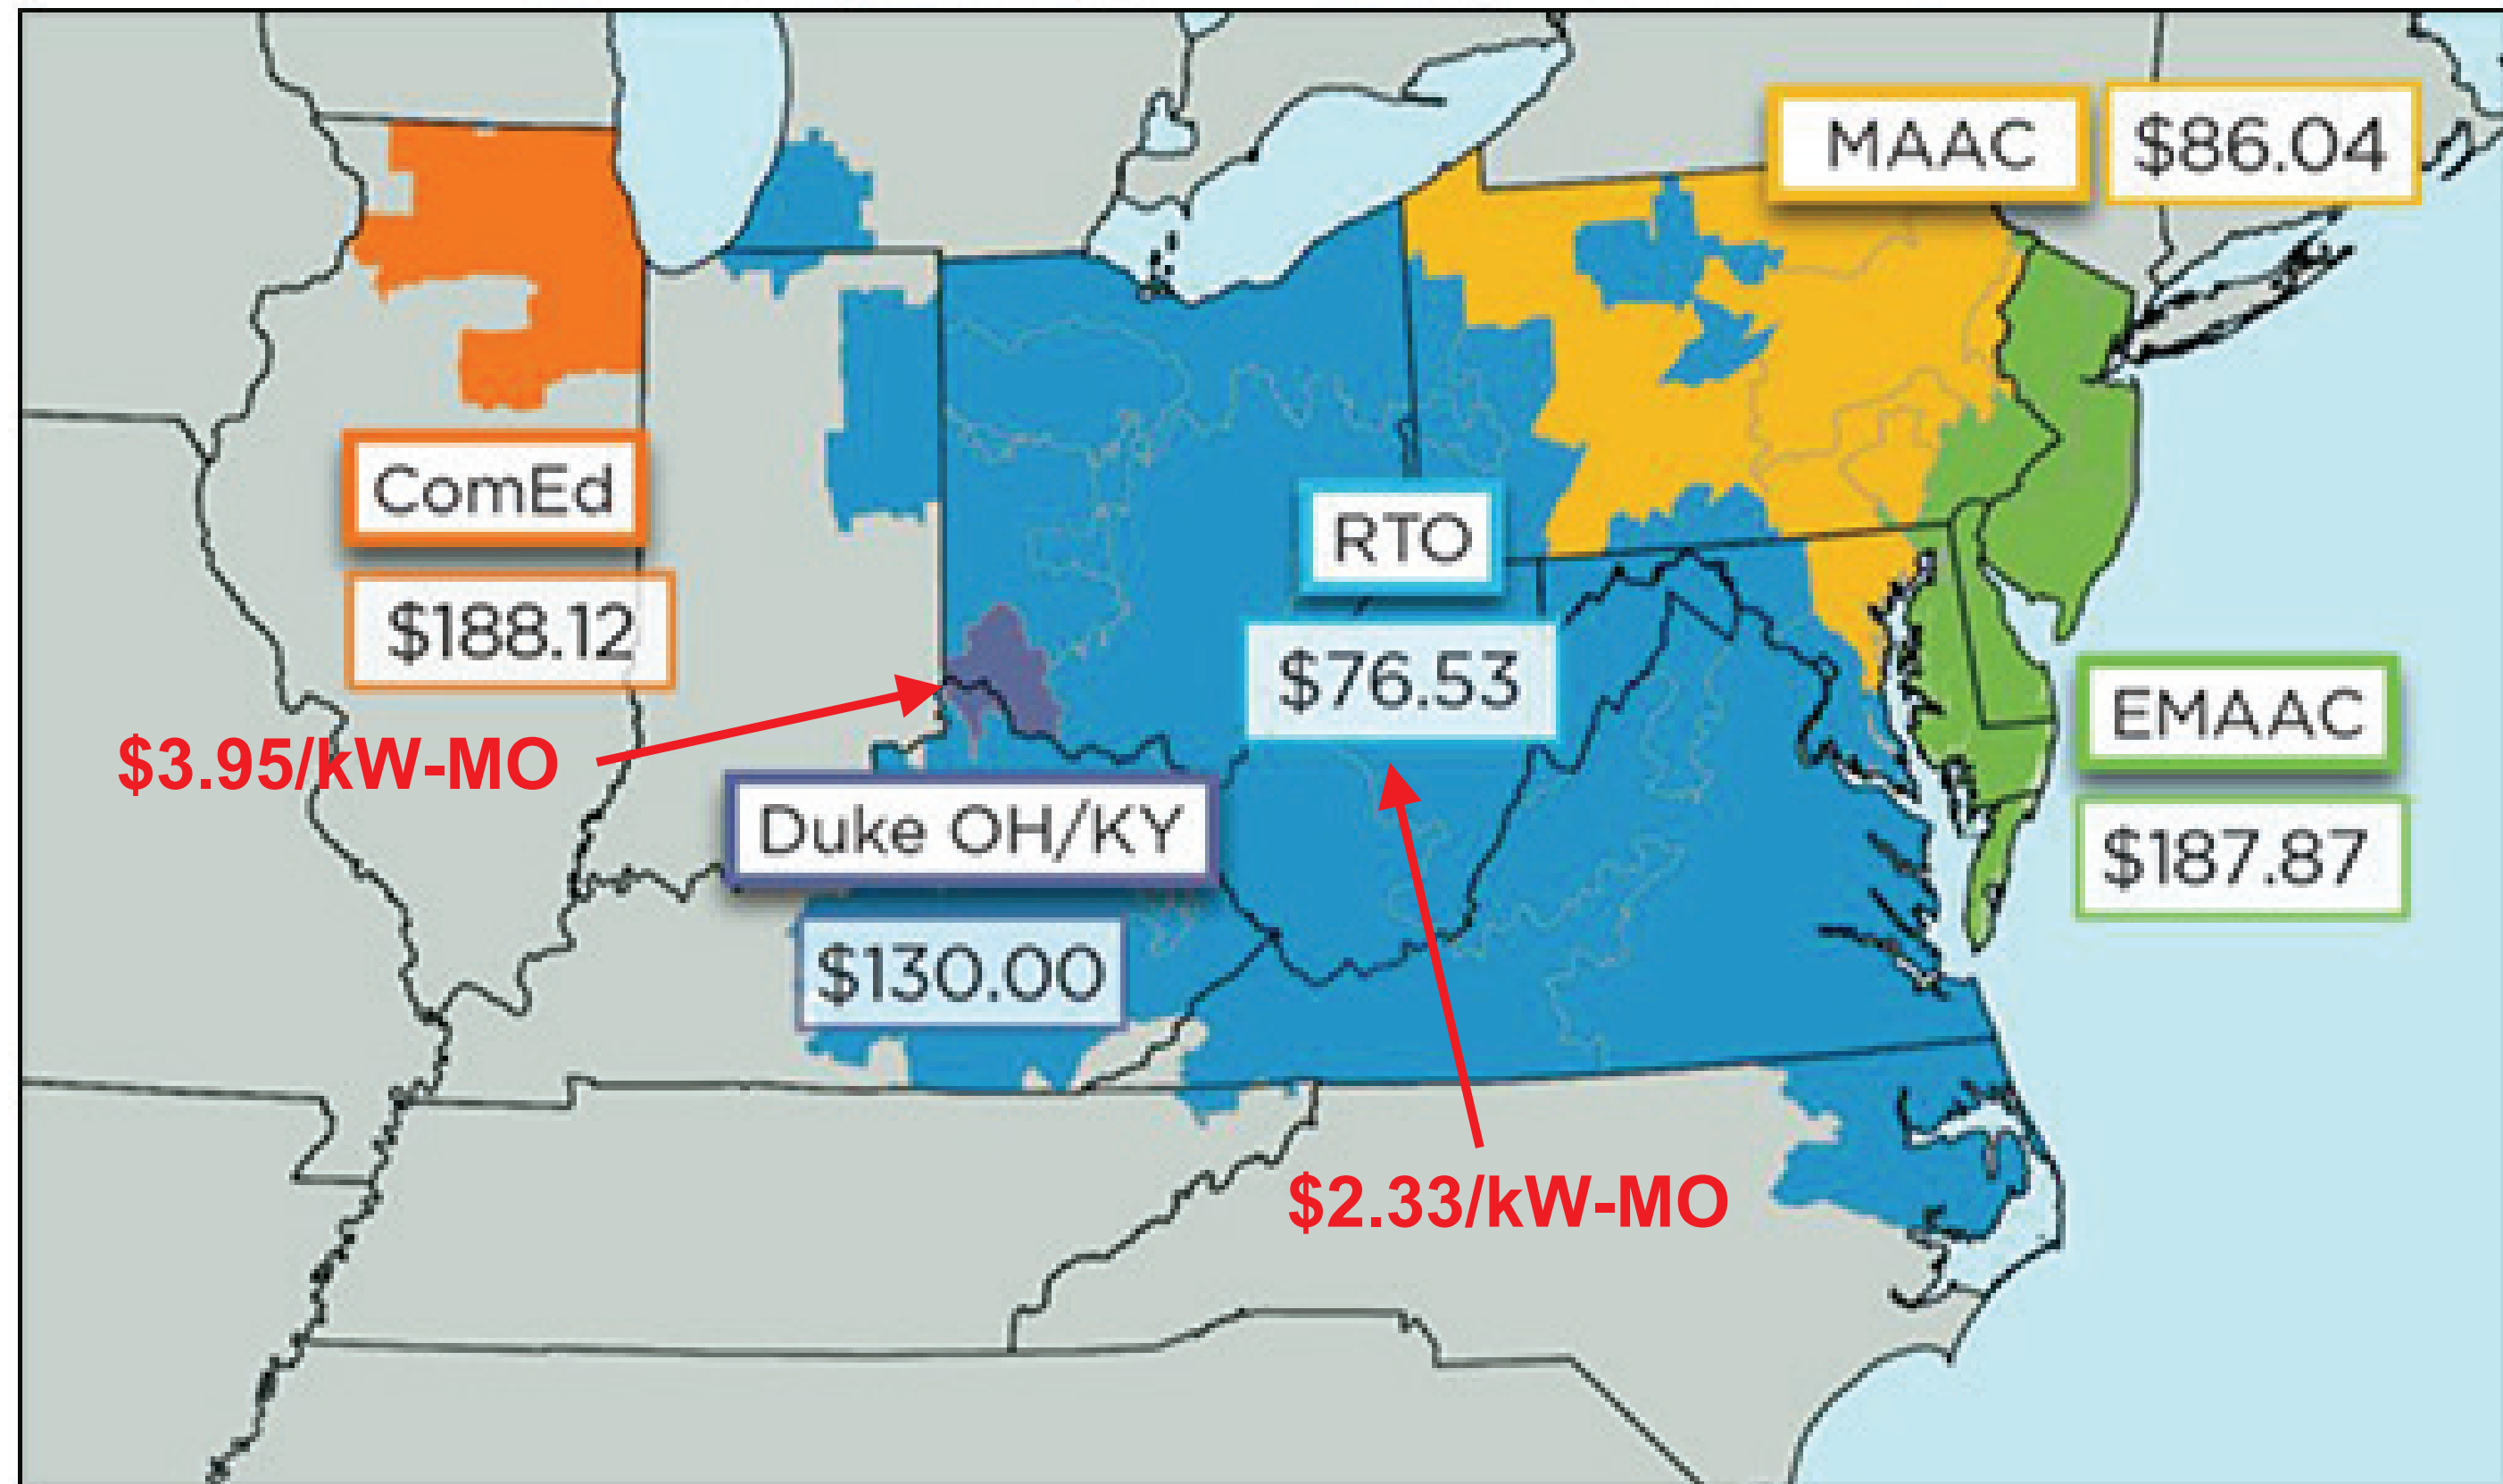 MAAC
$86.04
ComEd
$188.12
RTO
$76.53
$3.95/kW-MO
EMAAC
$187.87
Duke OH/KY
$130.00
$2.33/kW-MO